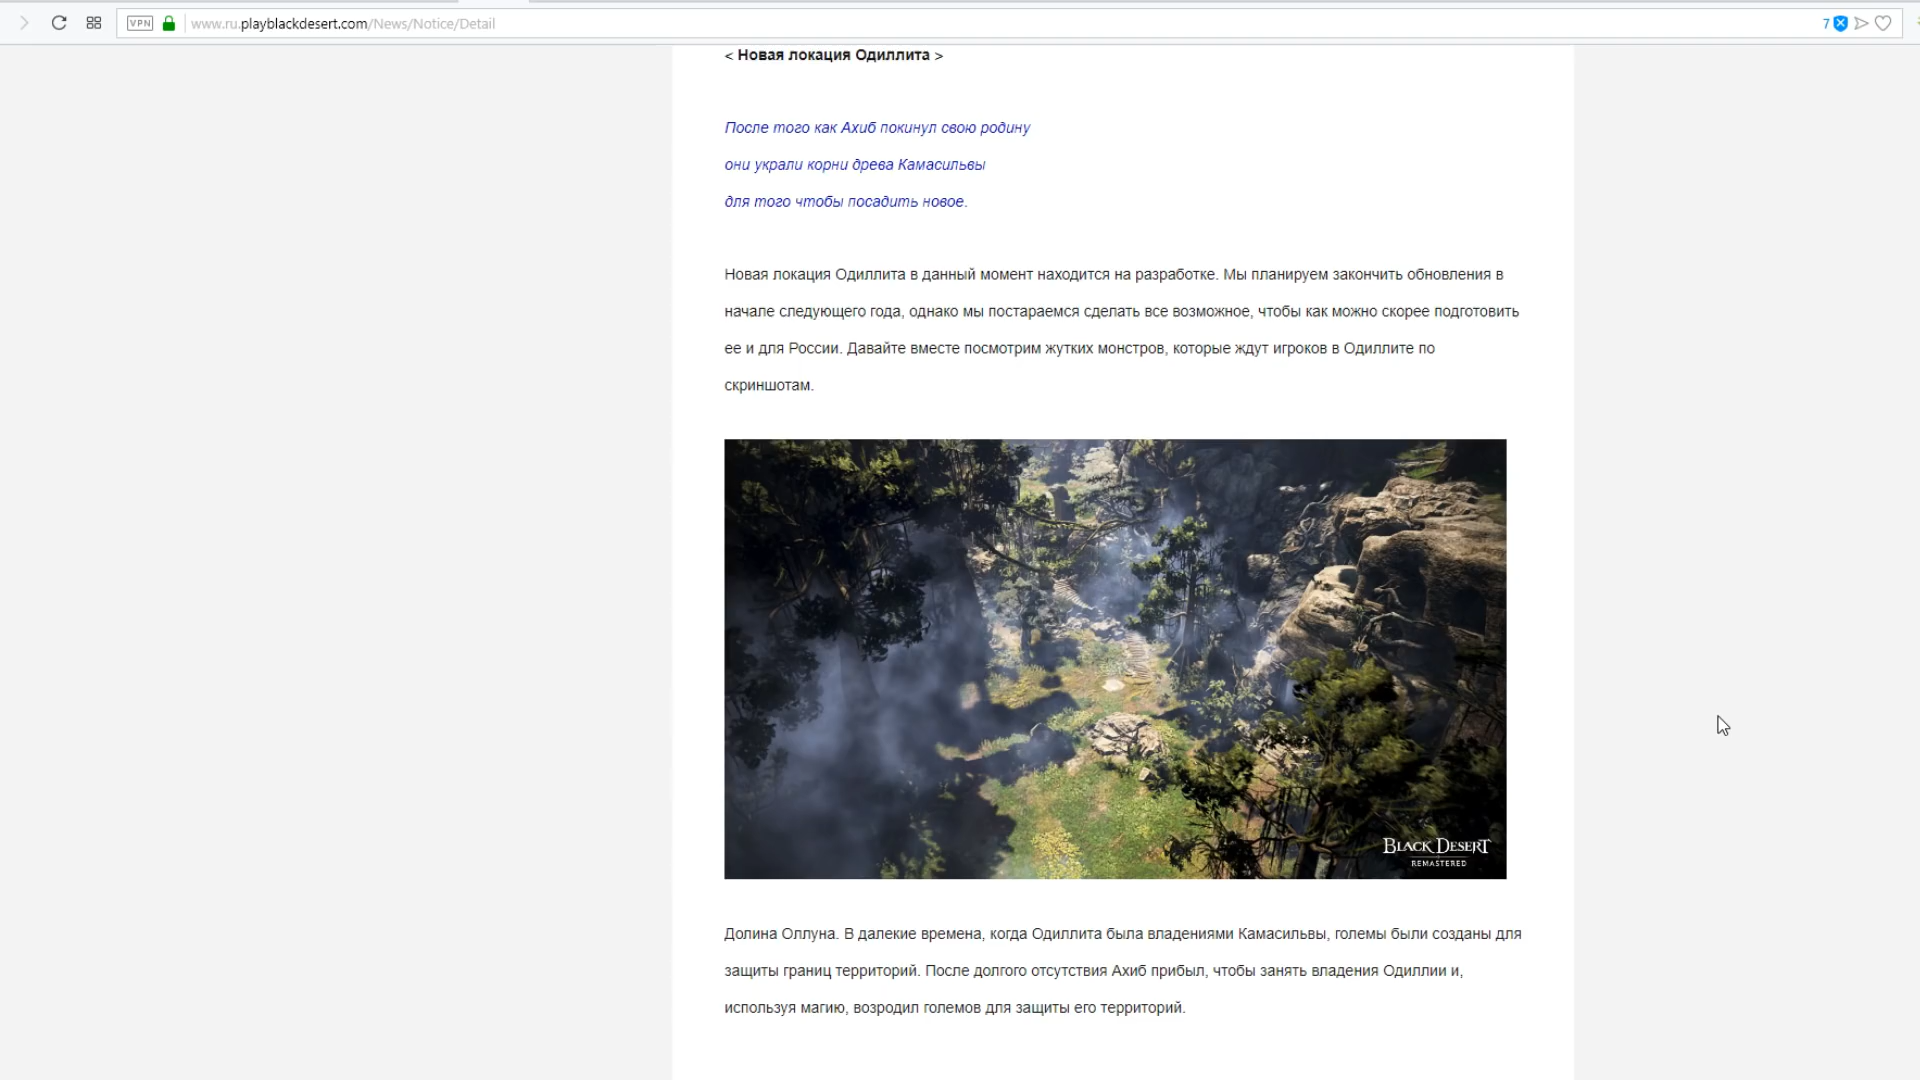 VPN
www.ru.playblackdesert.com/News/Notice/Detail
7
< Новая локация Одиллита >
После того как Ахиб покинул свою родину
они украли корни древа Камасильвы
для того чтобы посадить новое.
Новая локация Одиллита в данный момент находится на разработке. Мы планируем закончить обновления в
начале следующего года, однако мы постараемся сделать все возможное, чтобы как можно скорее подготовить
ее и для России. Давайте вместе посмотрим жутких монстров, которые ждут игроков в Одиллите по
скриншотам.
BLACK DESERT
REMASTERED
Долина Оллуна. В далекие времена, когда Одиллита была владениями Камасильвы, големы были созданы для
защиты границ территорий. После долгого отсутствия Ахиб прибыл, чтобы занять владения Одиллии и,
используя магию, возродил големов для защиты его территорий.